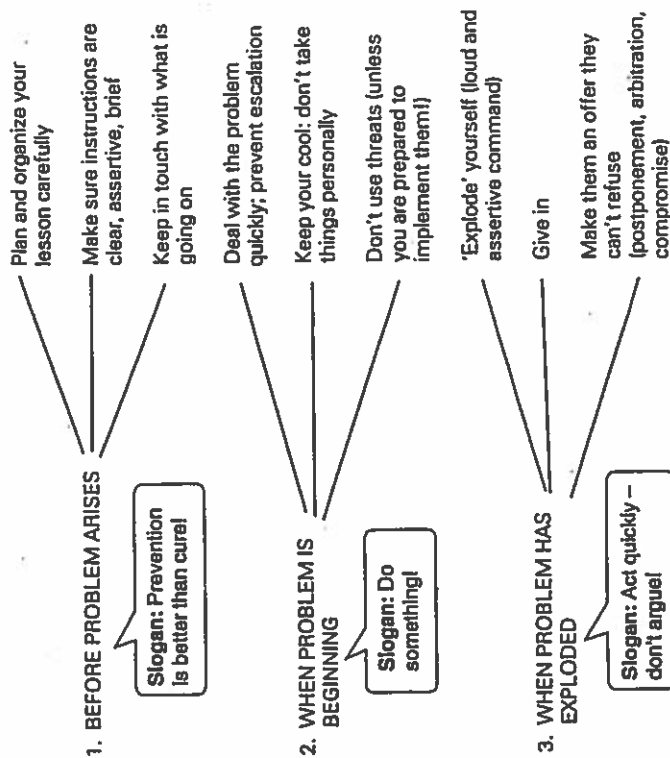 1. BEFORE PROBLEM ARISES
Slogan: Prevention
is better than cure!
Plan and organize your
lesson carefully
Make sure instructions are
clear, assertive, brief
Keep in touch with what is
going on
2. WHEN PROBLEM IS
BEGINNING
Slogan: Do
something!
Deal with the problem
quickly; prevent escalation
Keep your cool: don't take
things personally
Don't use threats (unless
you are prepared to
implement them!)
3. WHEN PROBLEM HAS
EXPLODED
Slogan: Act quickly –
don't argue!
'Explode' yourself (loud and
assertive command)
Give in
Make them an offer they
can't refuse
(postponement, arbitration,
compromise)